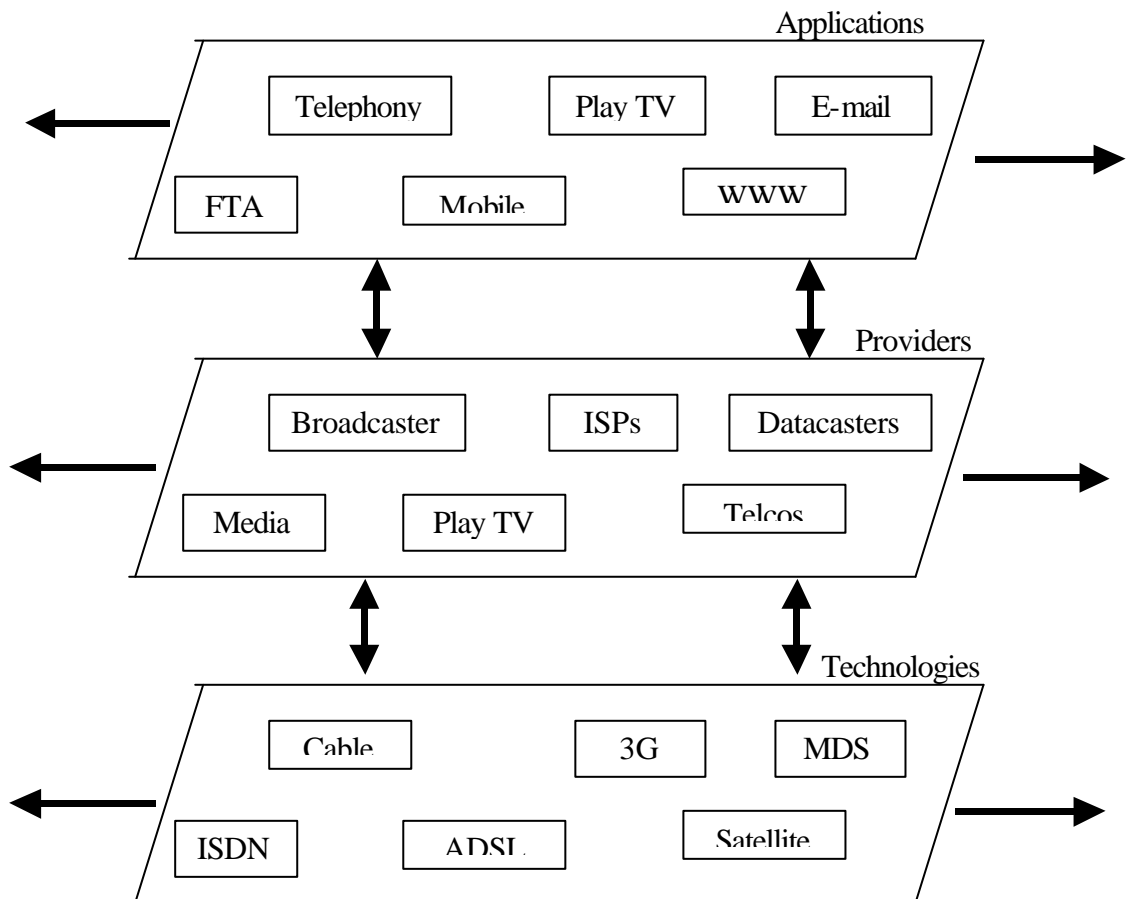 Applications
Telephony
Play TV
E-mail
FTA
Mobile
WWW
Providers
Broadcaster
ISPs
Datacasters
Media
Play TV
Telcos
Technologies
Cable
3G
MDS
ISDN
ADSL
Satellite